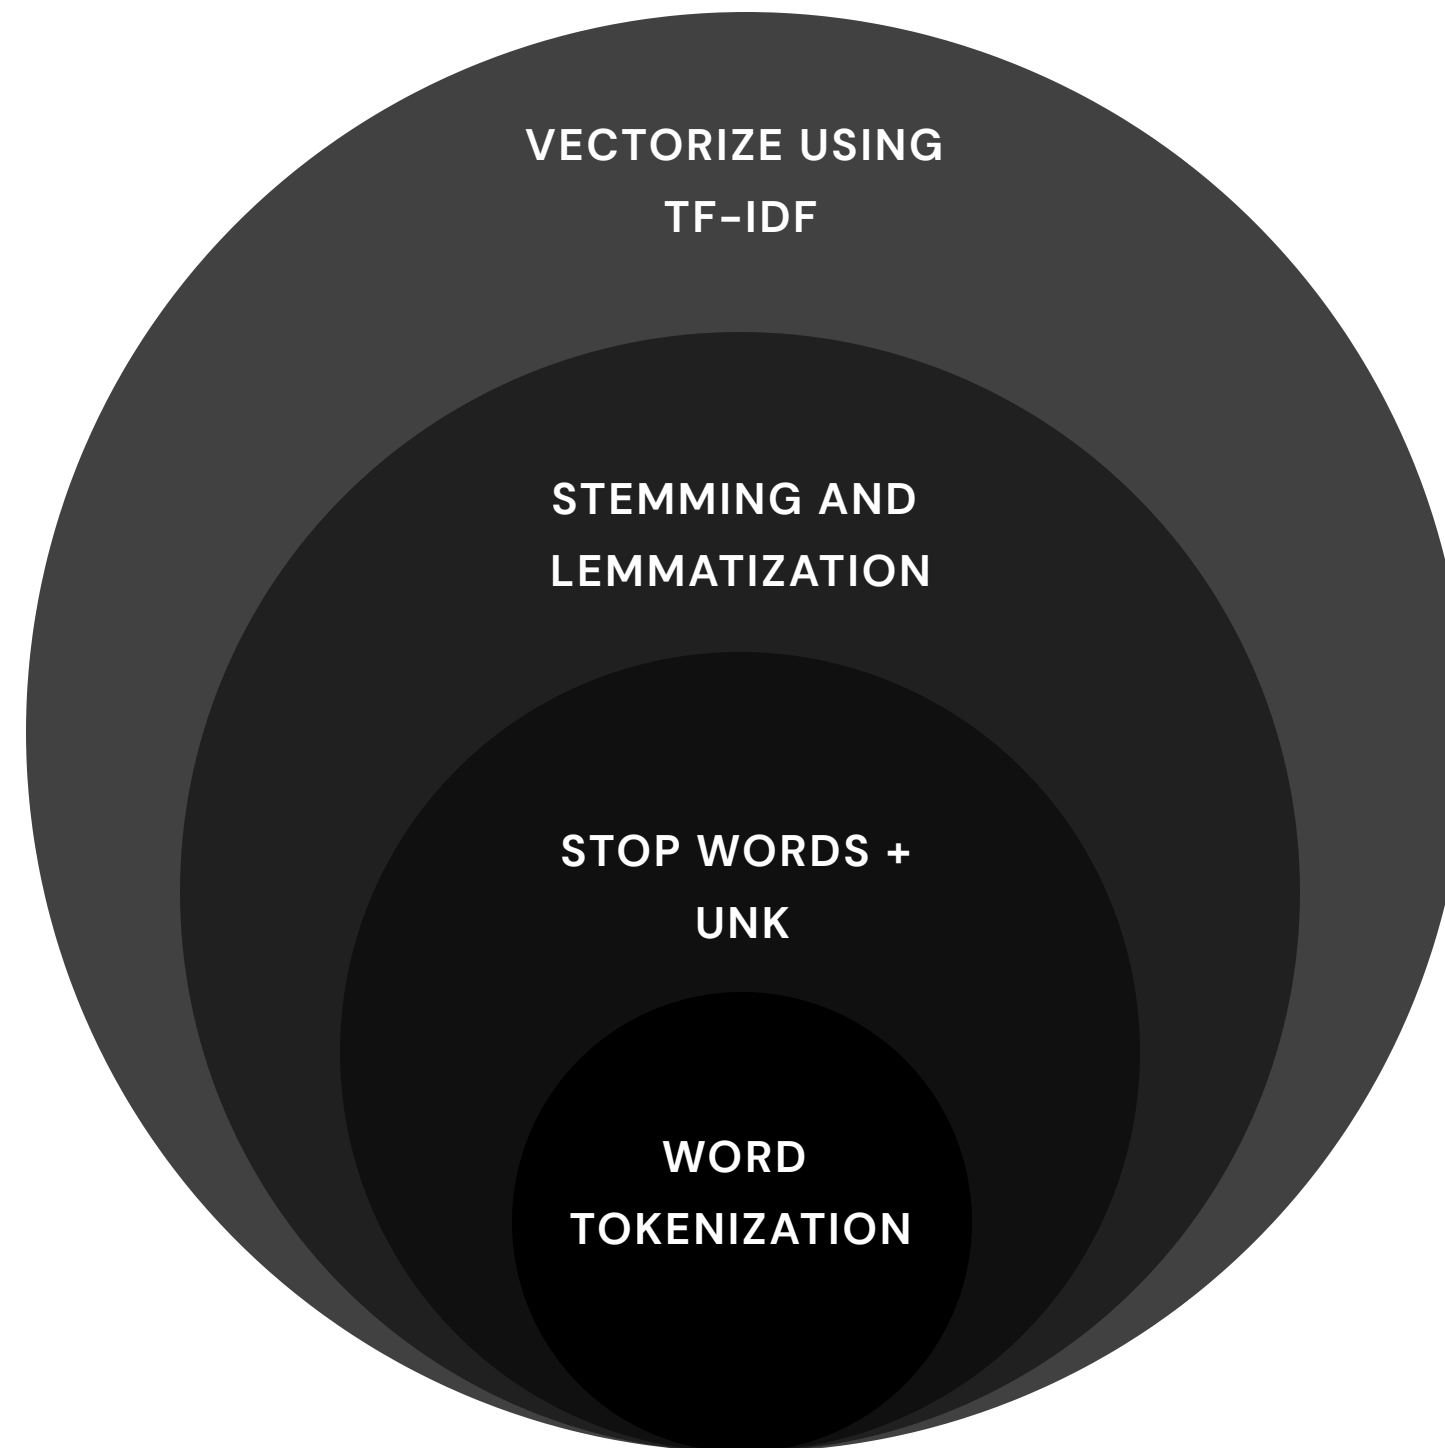 VECTORIZE USING
TF-IDF
STEMMING AND
LEMMATIZATION
STOP WORDS +
UNK
WORD
TOKENIZATION